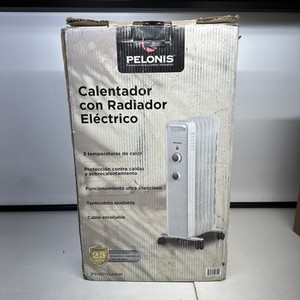 PELONIS
Calentador
con Radiador
Eléctrico
3 temperaturas de calor
Protección contra caídas
y sobrecalentamiento
Funcionamiento ultra silencioso
Termostato ajustable
Cable enrollable
25